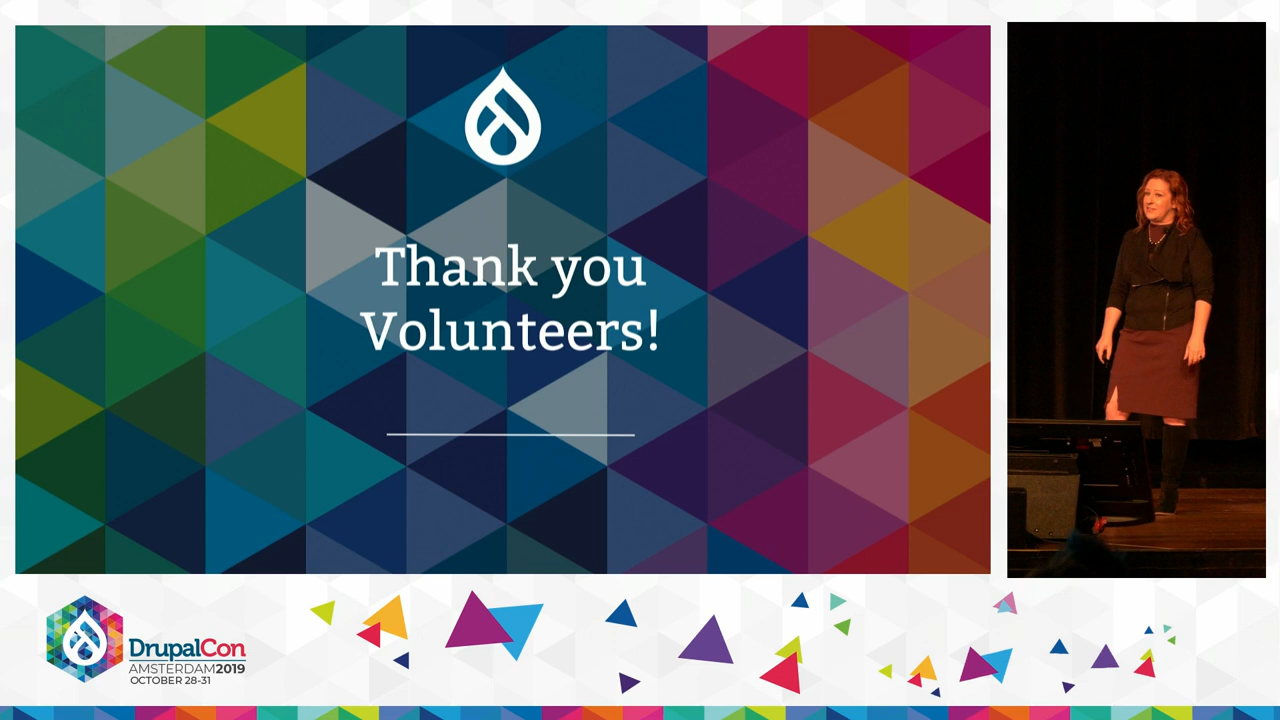 Thank you
Volunteers!
DrupalCon
AMSTERDAM2019
OCTOBER 28-31